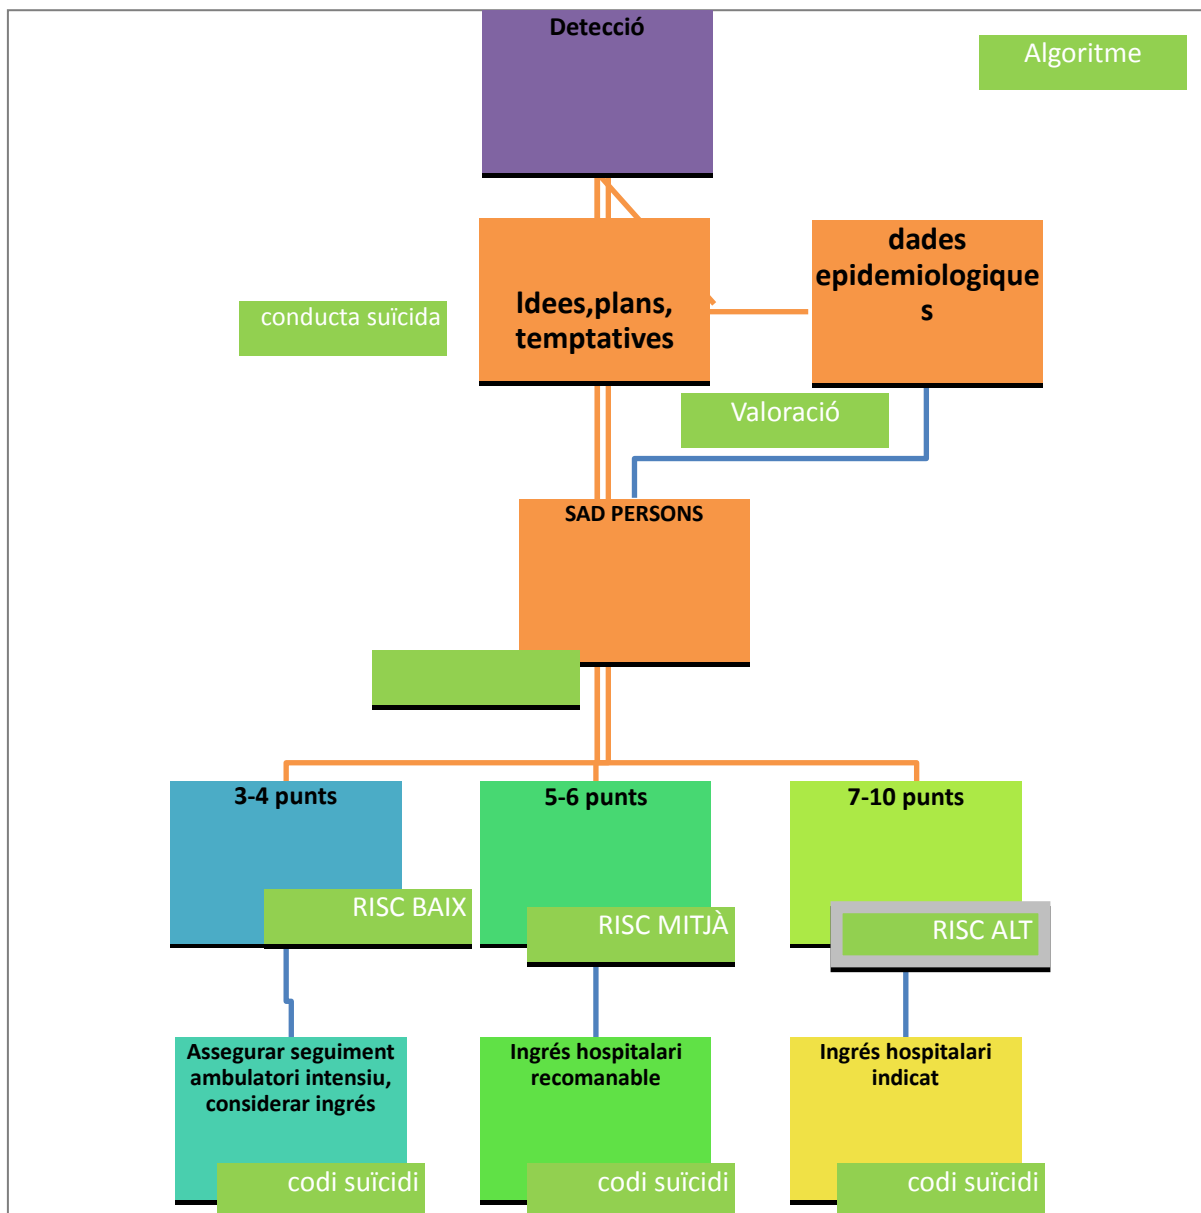 Detecció
Algoritme
Idees,plans,
temptatives
dades
epidemiologique
s
conducta suïcida
Valoració
SAD PERSONS
3-4 punts
5-6 punts
7-10 punts
RISC BAIX
RISC MITJÀ
RISC ALT
Assegurar seguiment
ambulatori intensiu,
considerar ingrés
Ingrés hospitalari
recomanable
Ingrés hospitalari
indicat
codi suïcidi
codi suïcidi
codi suïcidi